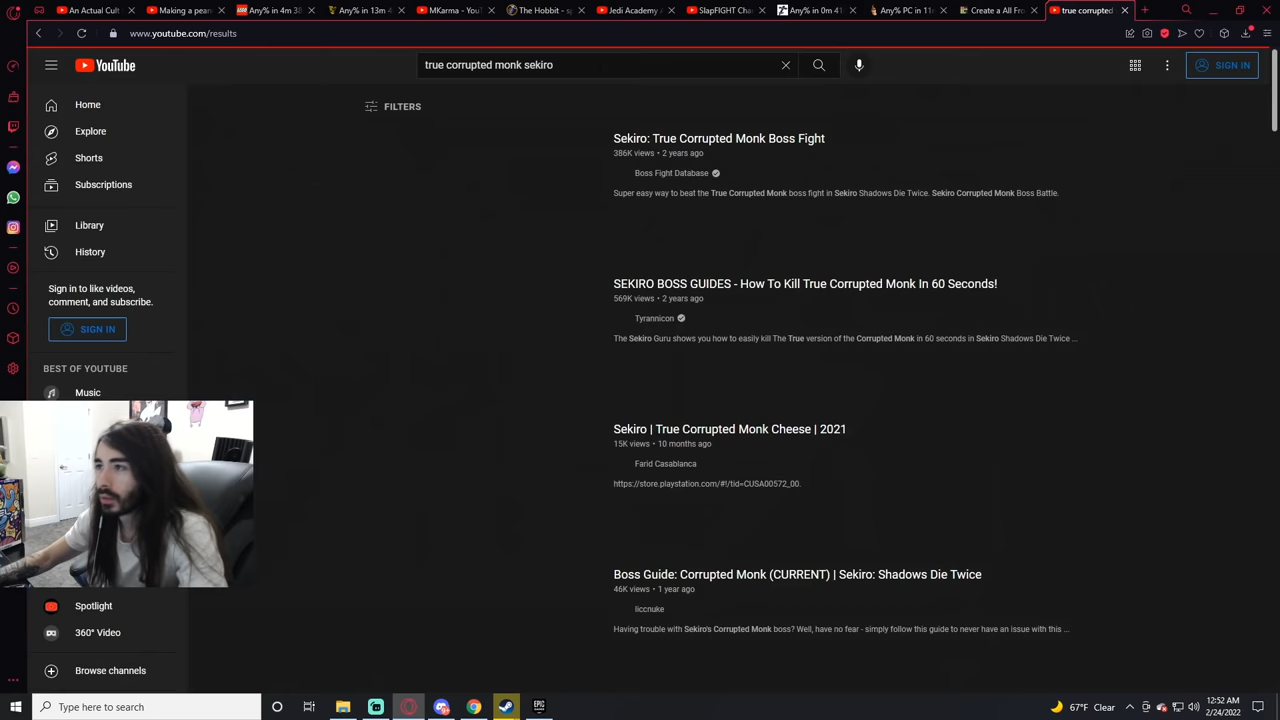 An Actual Cult
Making a pean
Any% in 4m 38
Any% in 13m 4
MKarma - YouT
The Hobbit - sp
Jedi Academy A
SlapFIGHT Cham
Any% in 0m 41
Any% PC in 11m
Create a All Fro
true corrupted
www.youtube.com/results
YouTube
true corrupted monk sekiro
SIGN IN
Home
Explore
Shorts
Subscriptions
Library
History
Sign in to like videos,
comment, and subscribe.
SIGN IN
BEST OF YOUTUBE
Music
Spotlight
360° Video
Browse channels
FILTERS
Sekiro: True Corrupted Monk Boss Fight
386K views • 2 years ago
Boss Fight Database
Super easy way to beat the True Corrupted Monk boss fight in Sekiro Shadows Die Twice. Sekiro Corrupted Monk Boss Battle.
SEKIRO BOSS GUIDES - How To Kill True Corrupted Monk In 60 Seconds!
569K views • 2 years ago
Tyrannicon
The Sekiro Guru shows you how to easily kill The True version of the Corrupted Monk in 60 seconds in Sekiro Shadows Die Twice ...
Sekiro | True Corrupted Monk Cheese | 2021
15K views • 10 months ago
Farid Casablanca
https://store.playstation.com/#!/tid=CUSA00572_00.
Boss Guide: Corrupted Monk (CURRENT) | Sekiro: Shadows Die Twice
46K views • 1 year ago
liccnuke
Having trouble with Sekiro's Corrupted Monk boss? Well, have no fear - simply follow this guide to never have an issue with this ...
Type here to search
EPIC
67°F Clear
12:52 AM
2/24/2022